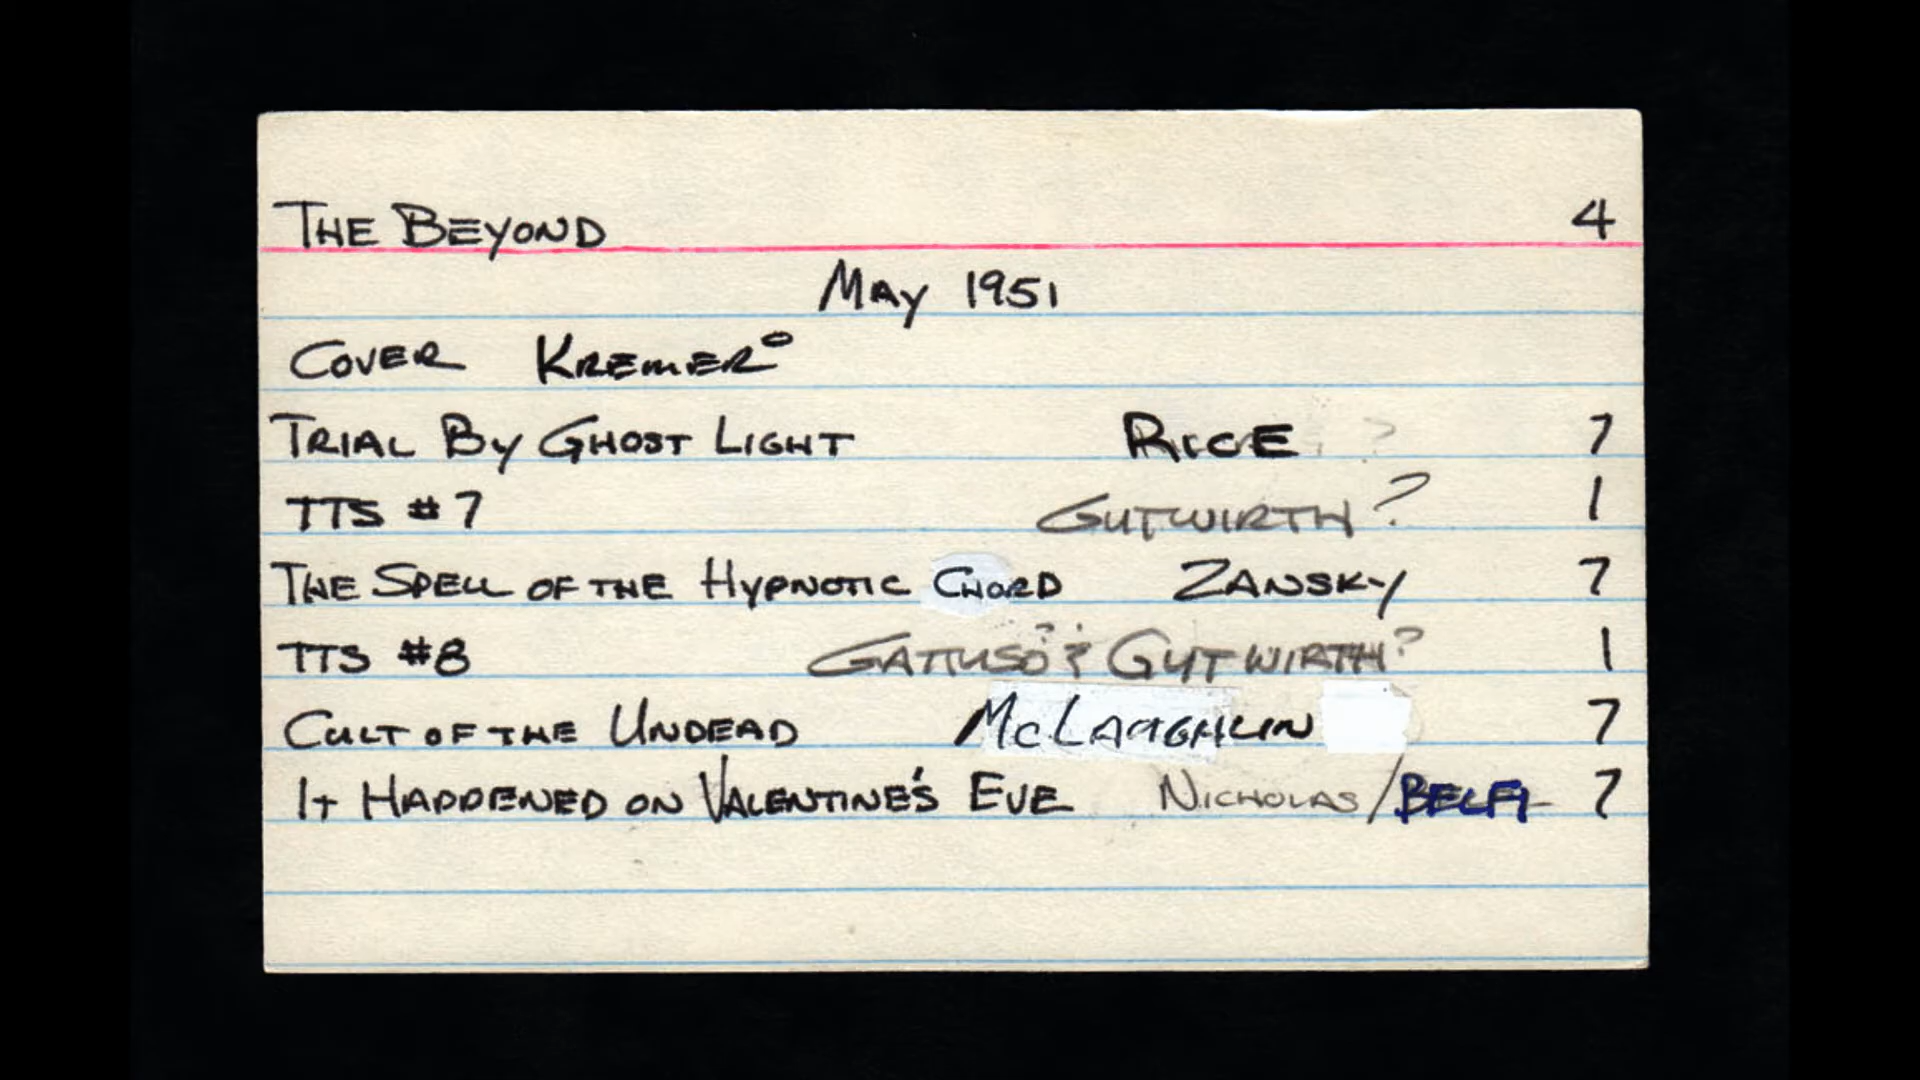 THE BEYOND 4
MAY 1951
COVER KREMER°
TRIAL BY GHOST LIGHT RICE ? 7
TTS #7 GUTWIRTH? 1
THE SPELL OF THE HYPNOTIC CHORD ZANSKY 7
TTS #8 GATTUSO? & GUTWIRTH? 1
CULT OF THE UNDEAD McLAUGHLIN 7
IT HAPPENED ON VALENTINE'S EVE NICHOLAS/BELFI 7